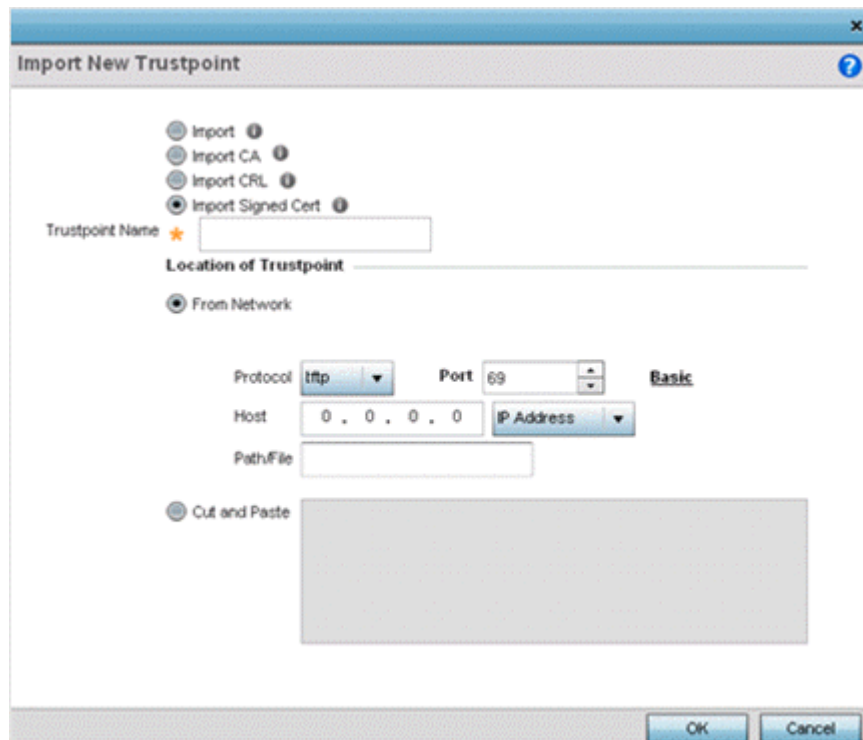 Import New Trustpoint
Import
Import CA
Import CRL
Import Signed Cert
Trustpoint Name
Location of Trustpoint
From Network
Protocol tftp Port 69 Basic
Host 0 . 0 . 0 . 0 IP Address
Path/File
Cut and Paste
OK Cancel